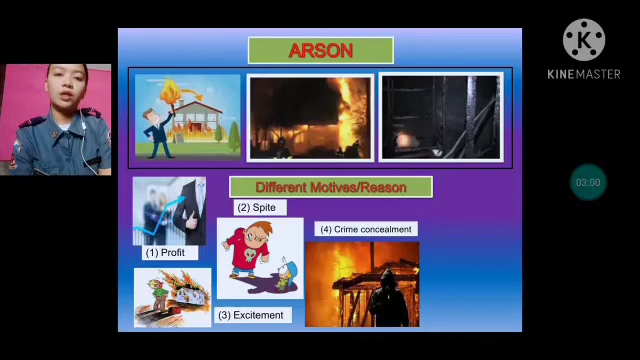 ARSON
KINEMASTER
03:00
Different Motives/Reason
(1) Profit
(2) Spite
(3) Excitement
(4) Crime concealment